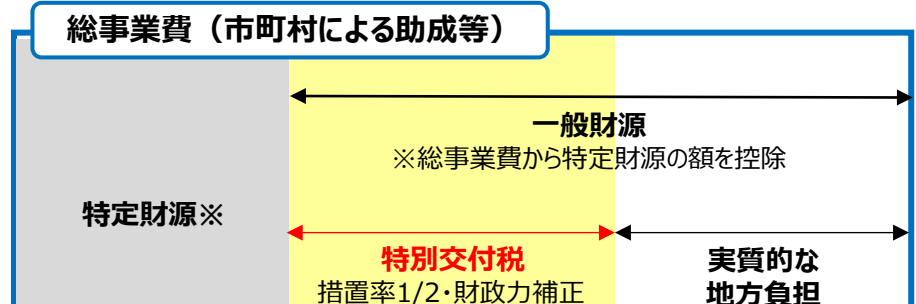 総事業費（市町村による助成等）
一般財源
※総事業費から特定財源の額を控除
特定財源※
特別交付税
措置率1/2・財政力補正
実質的な
地方負担